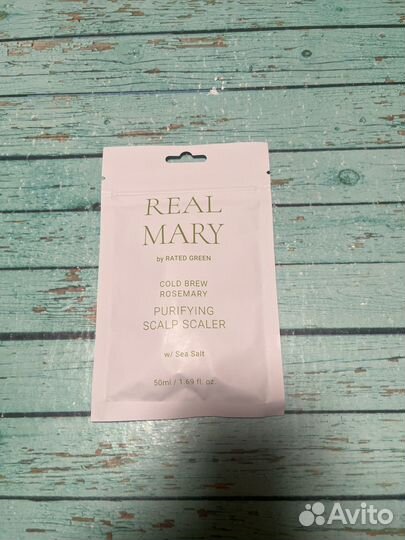 REAL
MARY
by RATED GREEN
COLD BREW
ROSEMARY
PURIFYING
SCALP SCALER
w/ Sea Salt
50ml / 1.69 fl. oz.
Avito